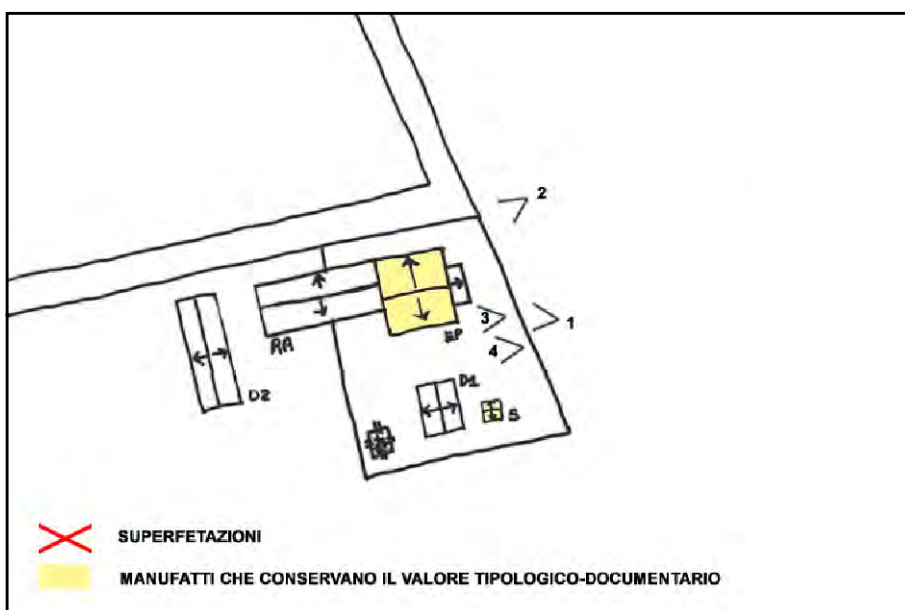 2
1
3
EP
4
RA
D1
D2
S
SUPERFETAZIONI
MANUFATTI CHE CONSERVANO IL VALORE TIPOLOGICO-DOCUMENTARIO